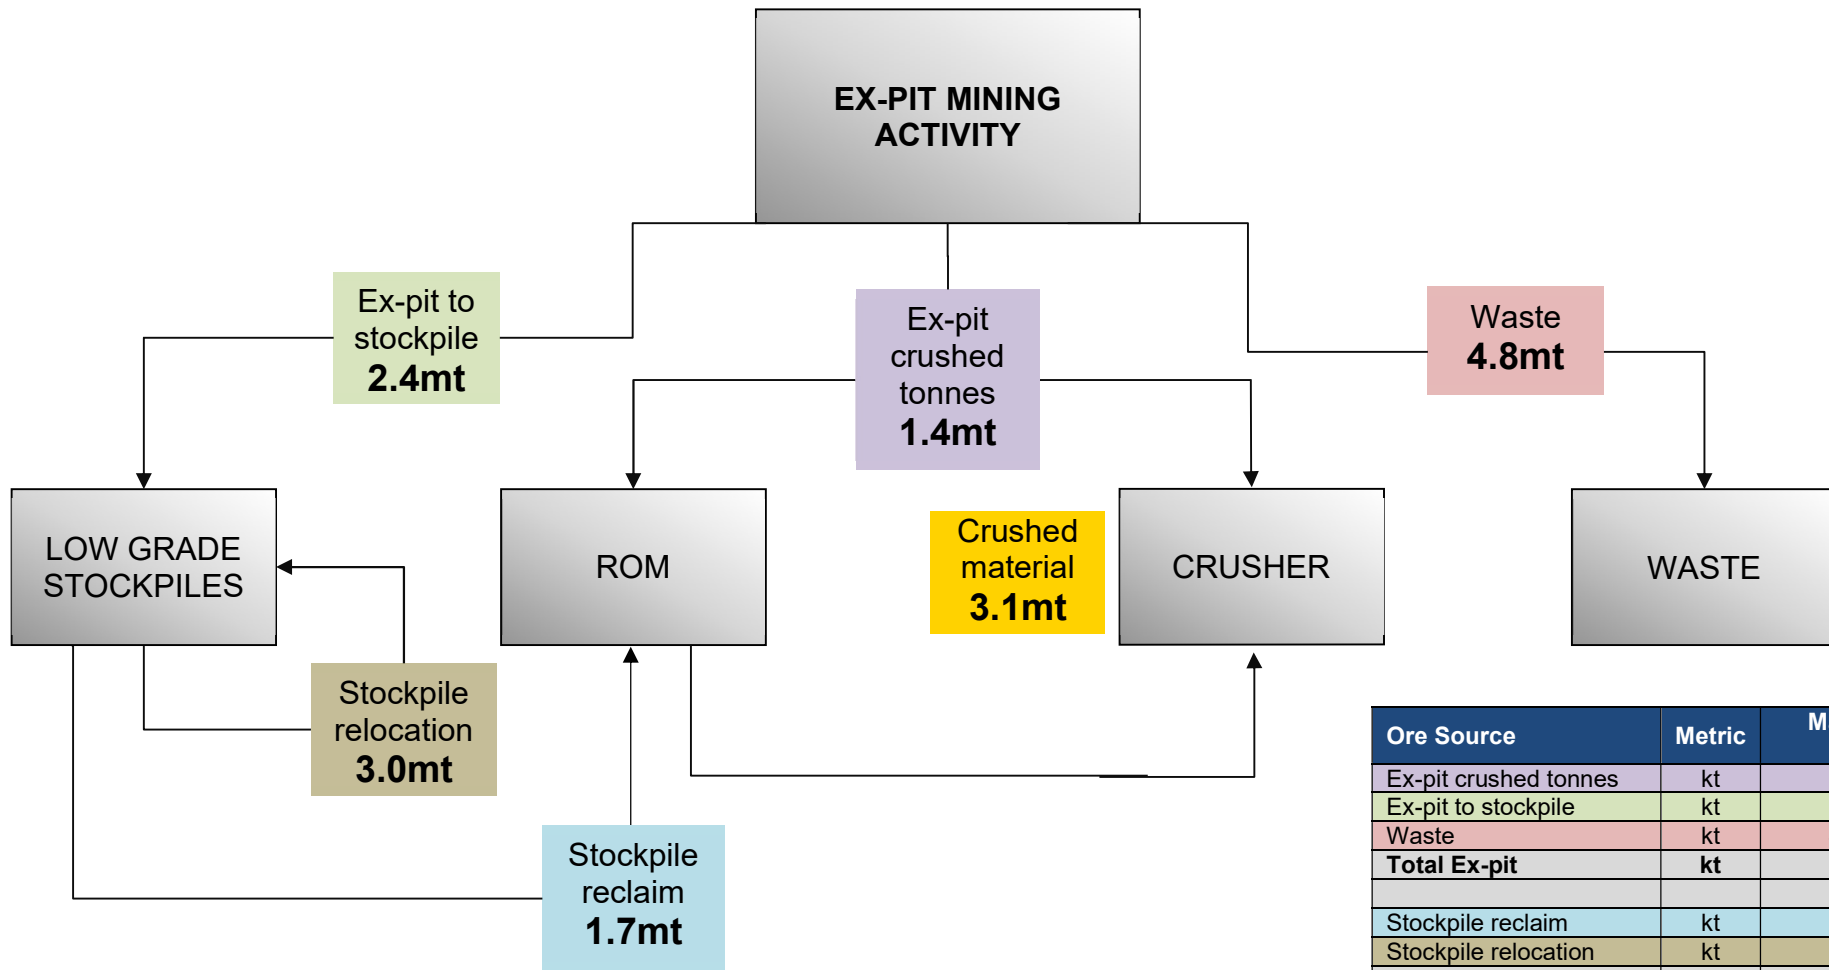 EX-PIT MINING
ACTIVITY
Ex-pit to
stockpile
2.4mt
Ex-pit
crushed
tonnes
1.4mt
Waste
4.8mt
LOW GRADE
STOCKPILES
ROM
Crushed
material
3.1mt
CRUSHER
WASTE
Stockpile
relocation
3.0mt
Stockpile
reclaim
1.7mt
Ore Source Metric
Ex-pit crushed tonnes kt
Ex-pit to stockpile kt
Waste kt
Total Ex-pit kt
Stockpile reclaim kt
Stockpile relocation kt